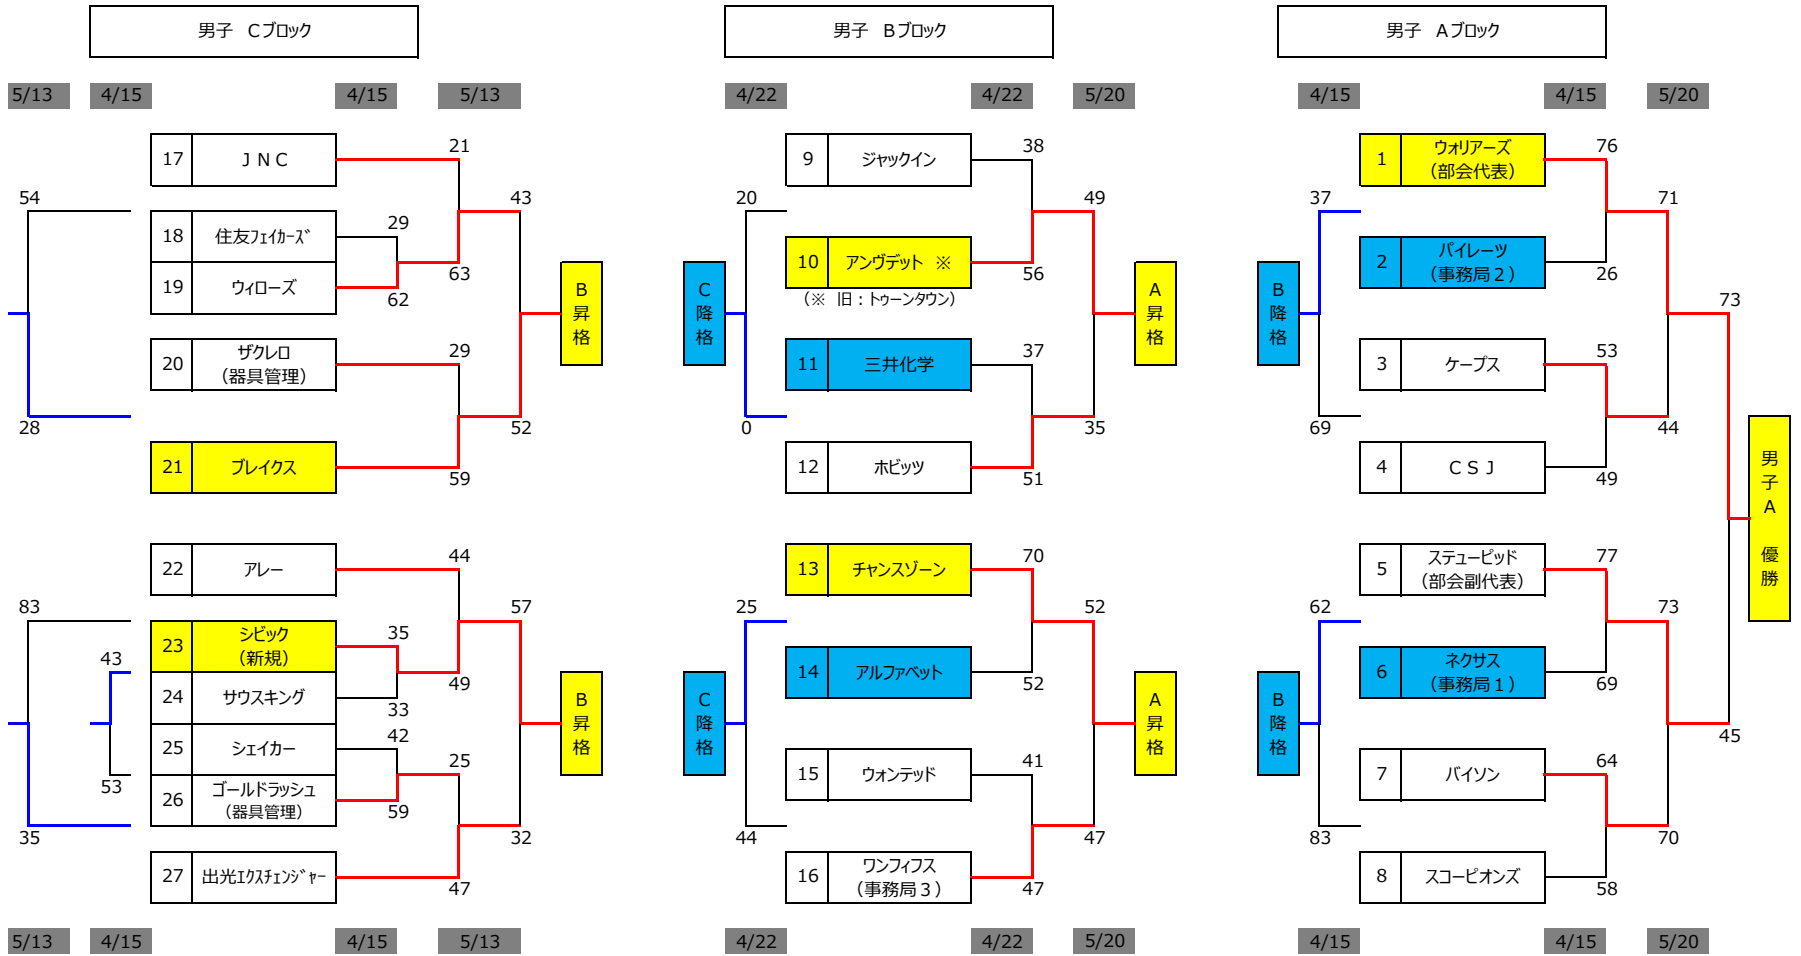 男子　Cブロック
男子　Bブロック
男子　Aブロック
5/13
4/15
4/15
5/13
4/22
4/22
5/20
4/15
4/15
5/20
17
ＪＮＣ
21
54
43
18
住友フェイカーズ
29
19
ウィローズ
62
63
20
ザクレロ
（器具管理）
29
28
52
21
ブレイクス
59
B昇格
22
アレー
44
83
57
23
シビック
（新規）
35
43
49
24
サウスキング
33
25
シェイカー
42
25
53
26
ゴールドラッシュ
（器具管理）
59
35
32
27
出光エクスチェンジャー
47
B昇格
9
ジャックイン
38
20
49
10
アンヴデット　※
56
（※　旧：トゥーンタウン）
C降格
A昇格
11
三井化学
37
0
35
12
ホビッツ
51
13
チャンスゾーン
70
25
52
14
アルファベット
52
C降格
A昇格
15
ウォンテッド
41
44
47
16
ワンフィフス
（事務局３）
47
1
ウォリアーズ
（部会代表）
76
37
71
2
パイレーツ
（事務局２）
26
B降格
73
3
ケープス
53
69
44
4
ＣＳＪ
49
男子A　優勝
5
ステューピッド
（部会副代表）
77
62
73
6
ネクサス
（事務局１）
69
B降格
45
7
バイソン
64
83
70
8
スコーピオンズ
58
5/13
4/15
4/15
5/13
4/22
4/22
5/20
4/15
4/15
5/20